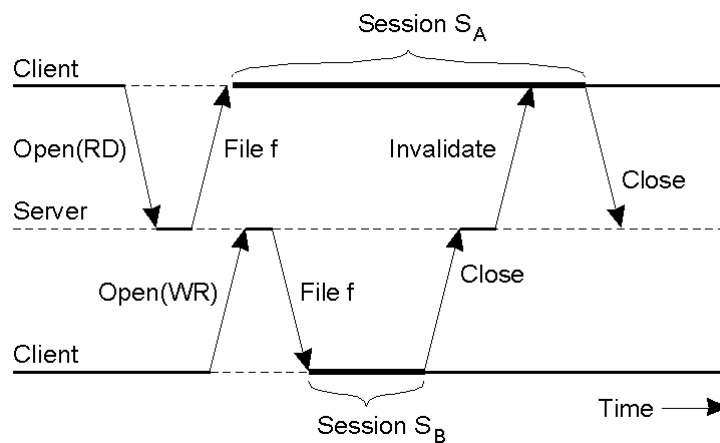 Session S_A
Client
Open(RD)
File f
Invalidate
Close
Server
Open(WR)
File f
Close
Client
Session S_B
Time